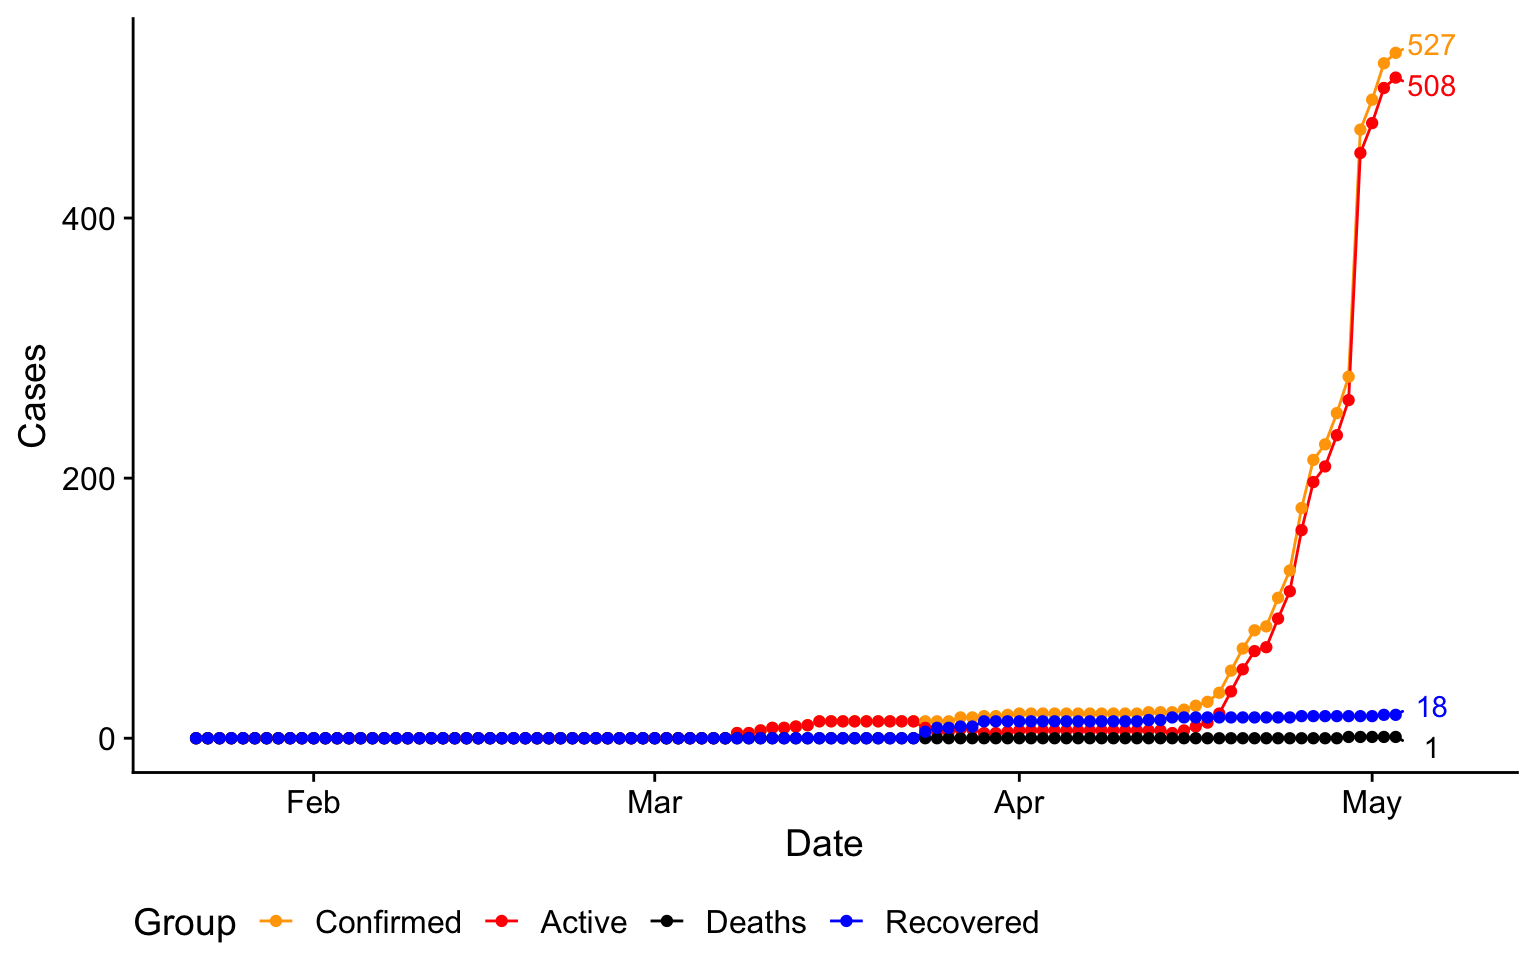 527
508
400
Cases
200
18
0
1
Feb Mar Apr May
Date
Group Confirmed Active Deaths Recovered